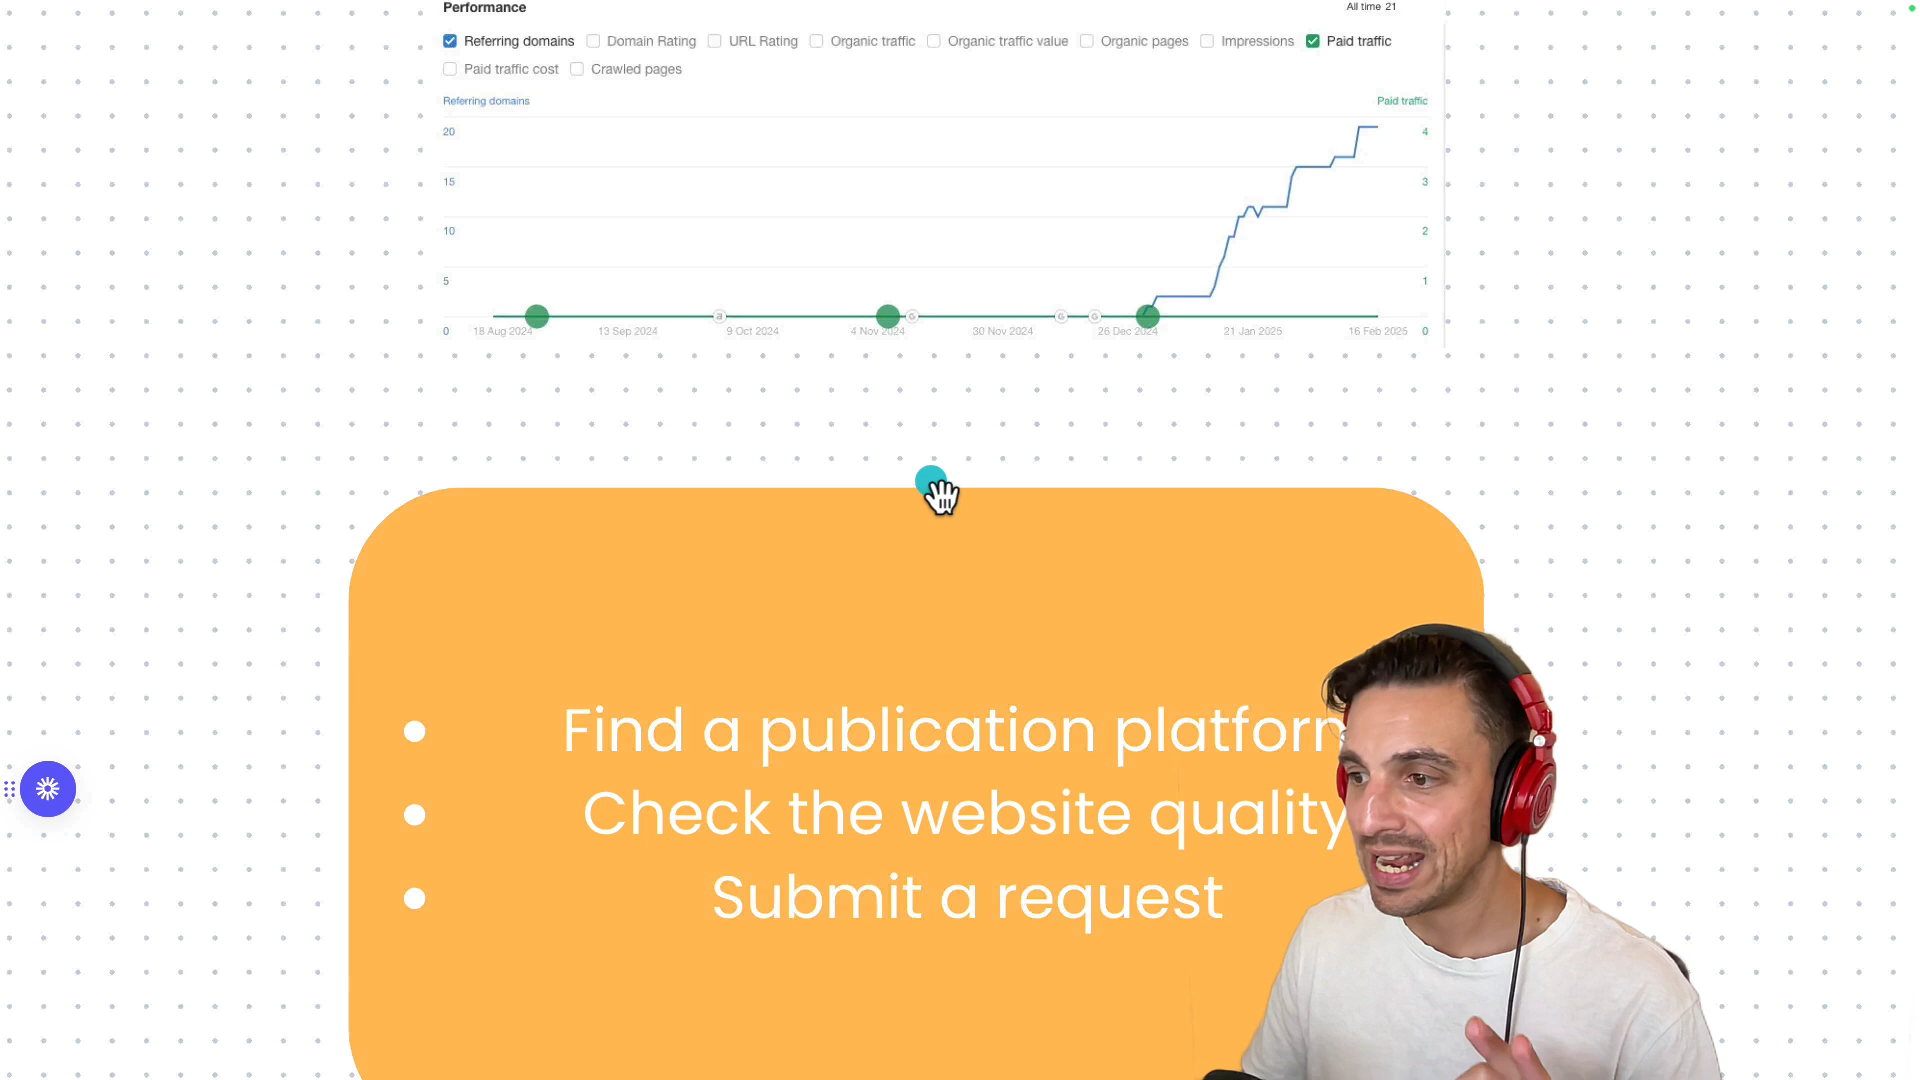 Performance All time 21
Referring domains Domain Rating URL Rating Organic traffic Organic traffic value Organic pages Impressions Paid traffic
Paid traffic cost Crawled pages
Referring domains Paid traffic
20 4
15 3
10 2
5 1
0 18 Aug 2024 13 Sep 2024 9 Oct 2024 4 Nov 2024 30 Nov 2024 26 Dec 2024 21 Jan 2025 16 Feb 2025 0
Find a publication platform
Check the website quality
Submit a request